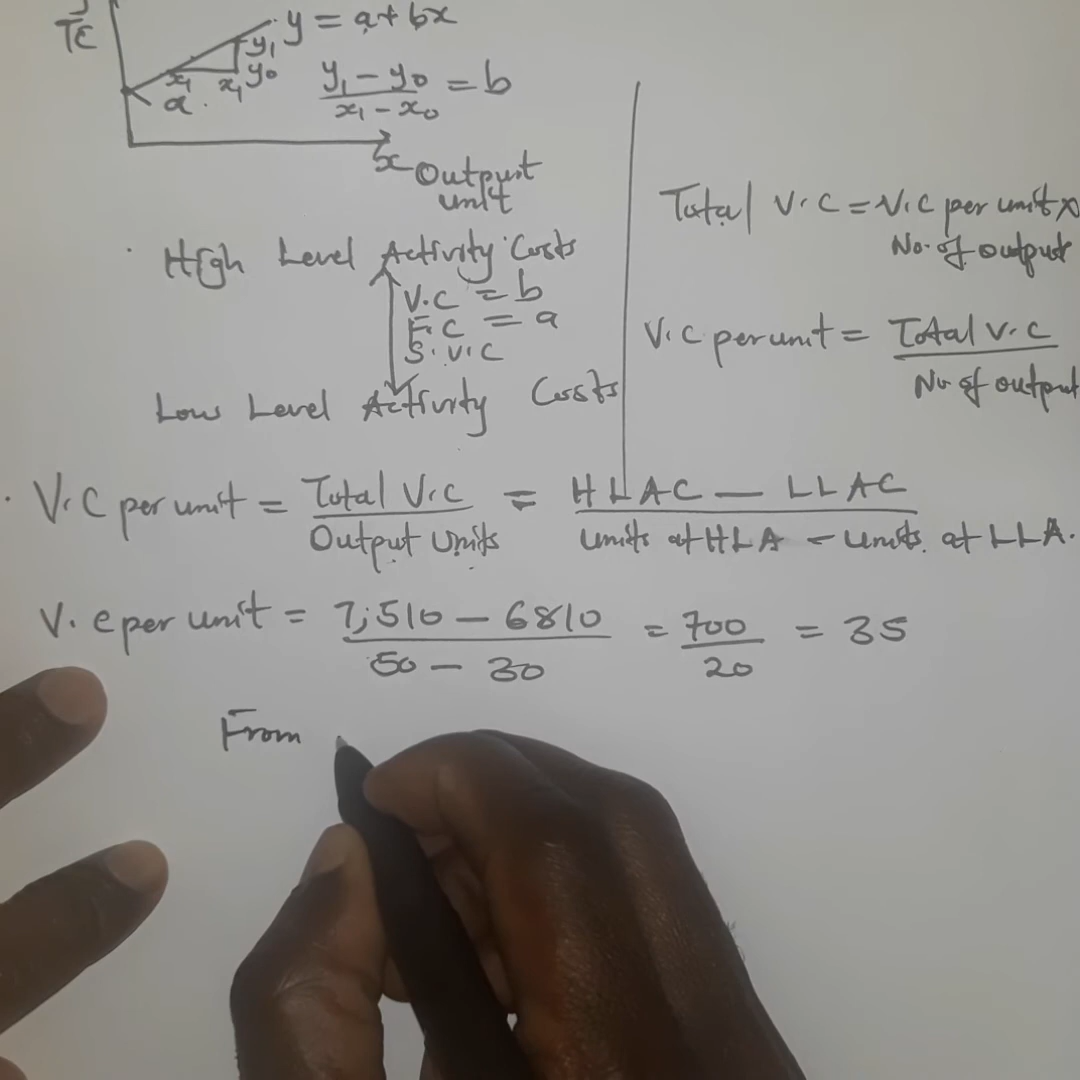 TC
y = a + bx
y1
x1 x1 y0
a
y1 - y0 / x1 - x0 = b
x Output
unit
Total V.C = V.C per unit x
No. of output
High Level Activity Costs
V.C = b
F.C = a
S.V.C
V.C per unit = Total V.C / No of output
Low Level Activity Costs
V.C per unit = Total V.C / Output Units = HLAC - LLAC / units at HLA - units at LLA.
V.C per unit = 7,510 - 6810 / 50 - 30 = 700 / 20 = 35
From